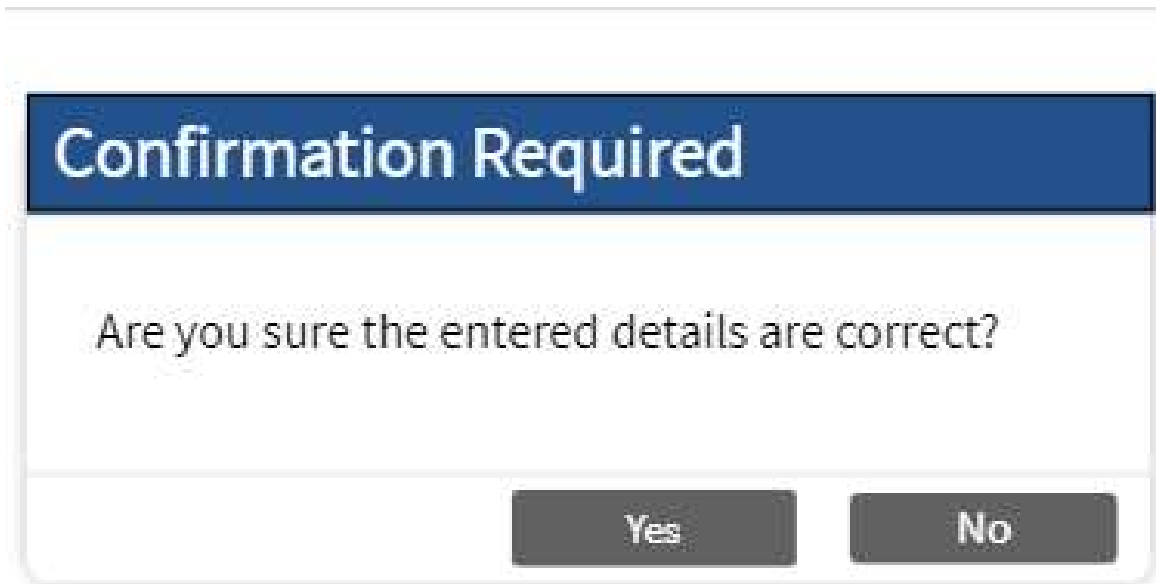 Confirmation Required
Are you sure the entered details are correct?
Yes No